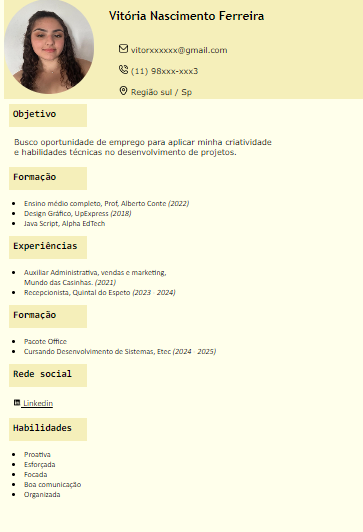 Vitória Nascimento Ferreira
vitorxxxxxx@gmail.com
(11) 98xxx-xxx3
Região sul / Sp
Objetivo
Busco oportunidade de emprego para aplicar minha criatividade
e habilidades técnicas no desenvolvimento de projetos.
Formação
Ensino médio completo, Prof, Alberto Conte (2022)
Design Gráfico, UpExpress (2018)
Java Script, Alpha EdTech
Experiências
Auxiliar Administrativa, vendas e marketing,
Mundo das Casinhas. (2021)
Recepcionista, Quintal do Espeto (2023 2024)
Formação
Pacote Office
Cursando Desenvolvimento de Sistemas, Etec (2024 2025)
Rede social
Linkedin
Habilidades
Proativa
Esforçada
Focada
Boa comunicação
Organizada